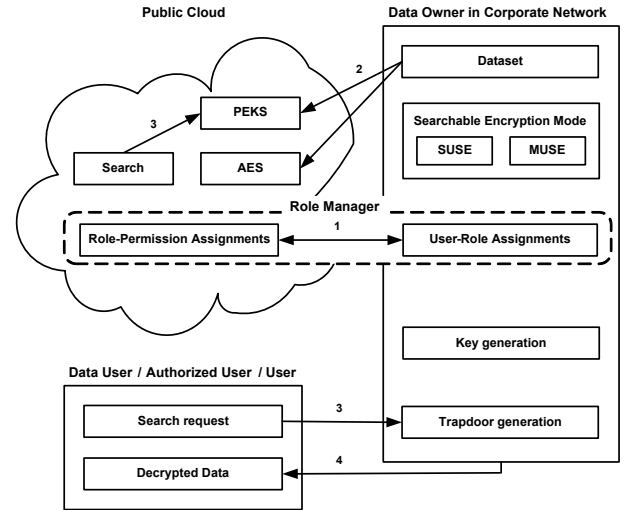 Public Cloud
Data Owner in Corporate Network
Dataset
2
PEKS
3
Search
AES
Searchable Encryption Mode
SUSE
MUSE
Role Manager
Role-Permission Assignments
1
User-Role Assignments
Key generation
Data User / Authorized User / User
Search request
3
Trapdoor generation
Decrypted Data
4